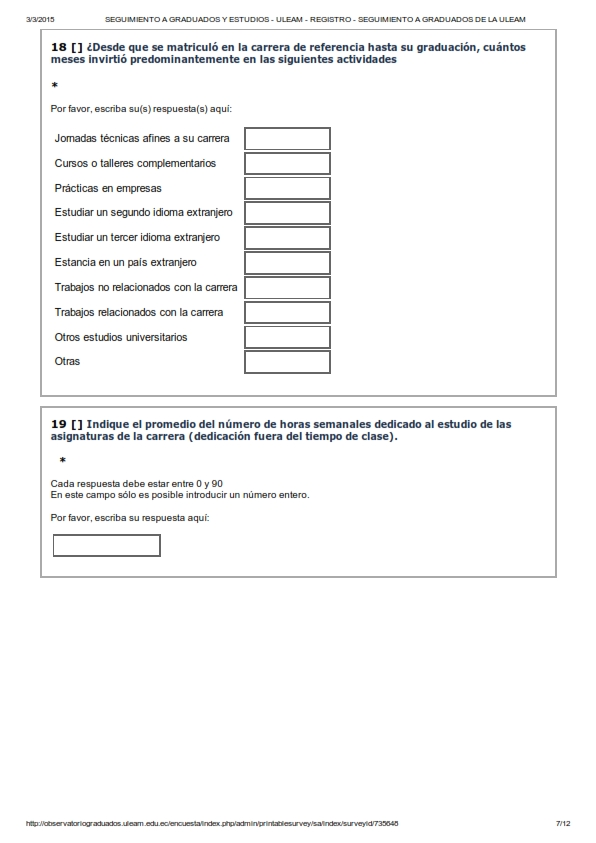 3/3/2015 SEGUIMIENTO A GRADUADOS Y ESTUDIOS - ULEAM - REGISTRO - SEGUIMIENTO A GRADUADOS DE LA ULEAM
18 [ ] ¿Desde que se matriculó en la carrera de referencia hasta su graduación, cuántos
meses invirtió predominantemente en las siguientes actividades
*
Por favor, escriba su(s) respuesta(s) aquí:
Jornadas técnicas afines a su carrera
Cursos o talleres complementarios
Prácticas en empresas
Estudiar un segundo idioma extranjero
Estudiar un tercer idioma extranjero
Estancia en un país extranjero
Trabajos no relacionados con la carrera
Trabajos relacionados con la carrera
Otros estudios universitarios
Otras
19 [ ] Indique el promedio del número de horas semanales dedicado al estudio de las
asignaturas de la carrera (dedicación fuera del tiempo de clase).
*
Cada respuesta debe estar entre 0 y 90
En este campo sólo es posible introducir un número entero.
Por favor, escriba su respuesta aquí:
http://observatoriograduados.uleam.edu.ec/encuesta/index.php/admin/printablesurvey/sa/index/surveyid/735648 7/12